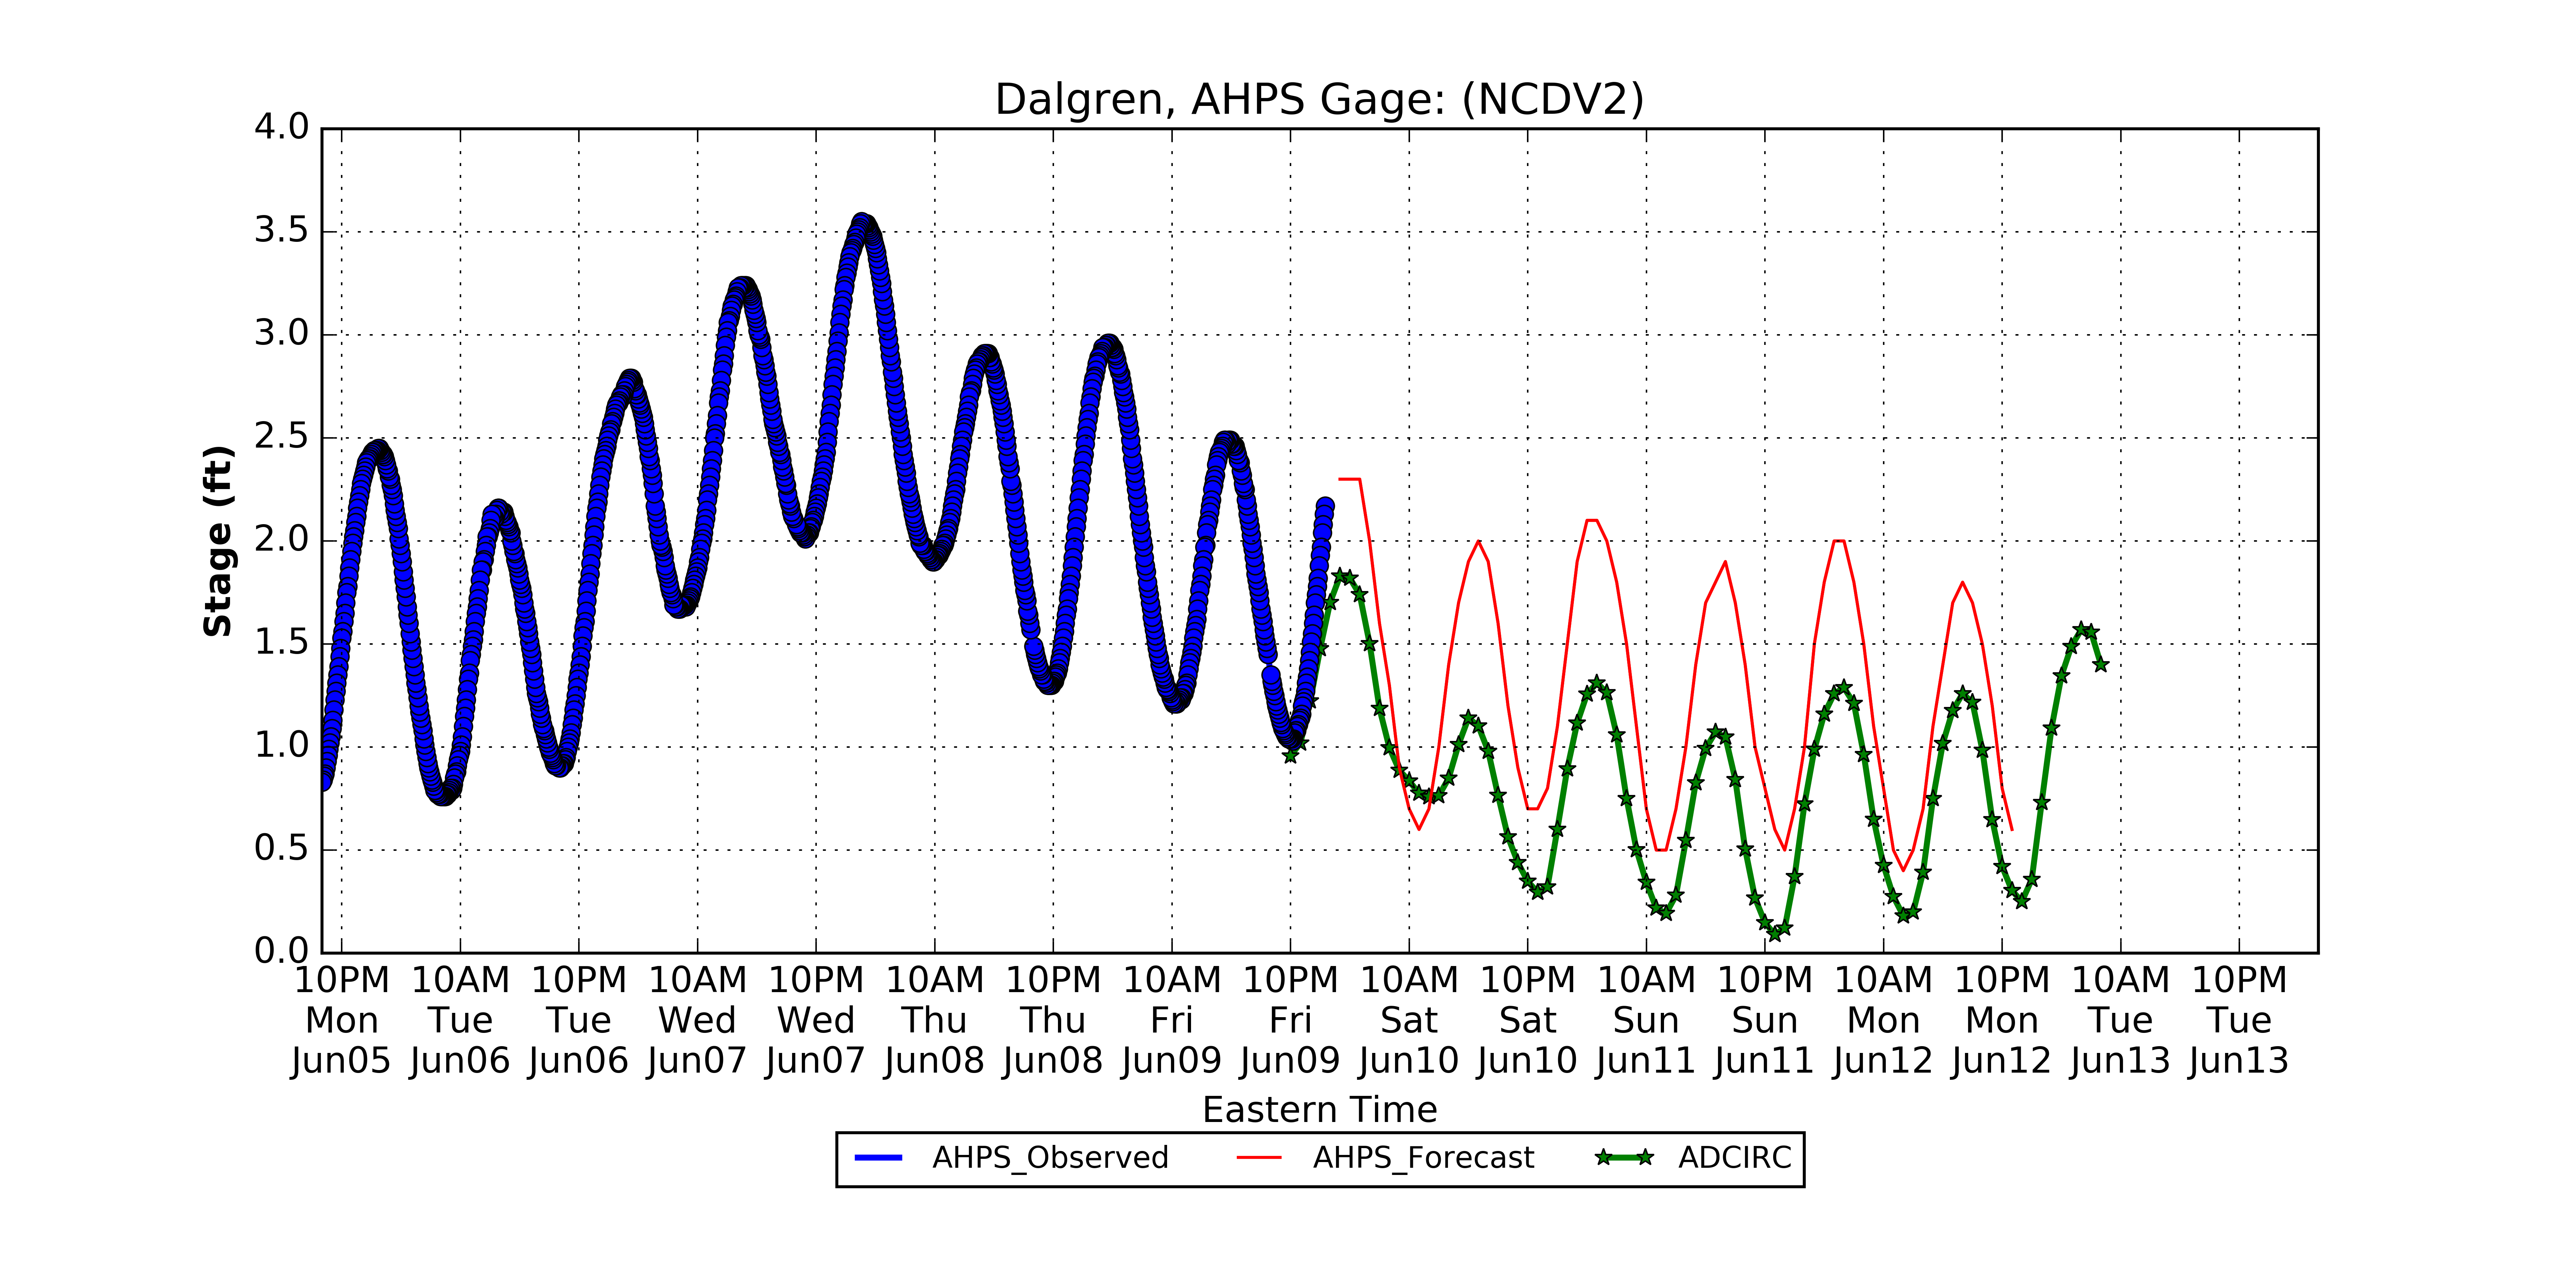 Dalgren, AHPS Gage: (NCDV2)
4.0
3.5
3.0
2.5
2.0
1.5
1.0
0.5
0.0
Stage (ft)
10PM 10AM 10PM 10AM 10PM 10AM 10PM 10AM 10PM 10AM 10PM 10AM 10PM 10AM 10PM 10AM 10PM
Mon Tue Tue Wed Wed Thu Thu Fri Fri Sat Sat Sun Sun Mon Mon Tue Tue
Jun05 Jun06 Jun06 Jun07 Jun07 Jun08 Jun08 Jun09 Jun09 Jun10 Jun10 Jun11 Jun11 Jun12 Jun12 Jun13 Jun13
Eastern Time
AHPS_Observed AHPS_Forecast ADCIRC